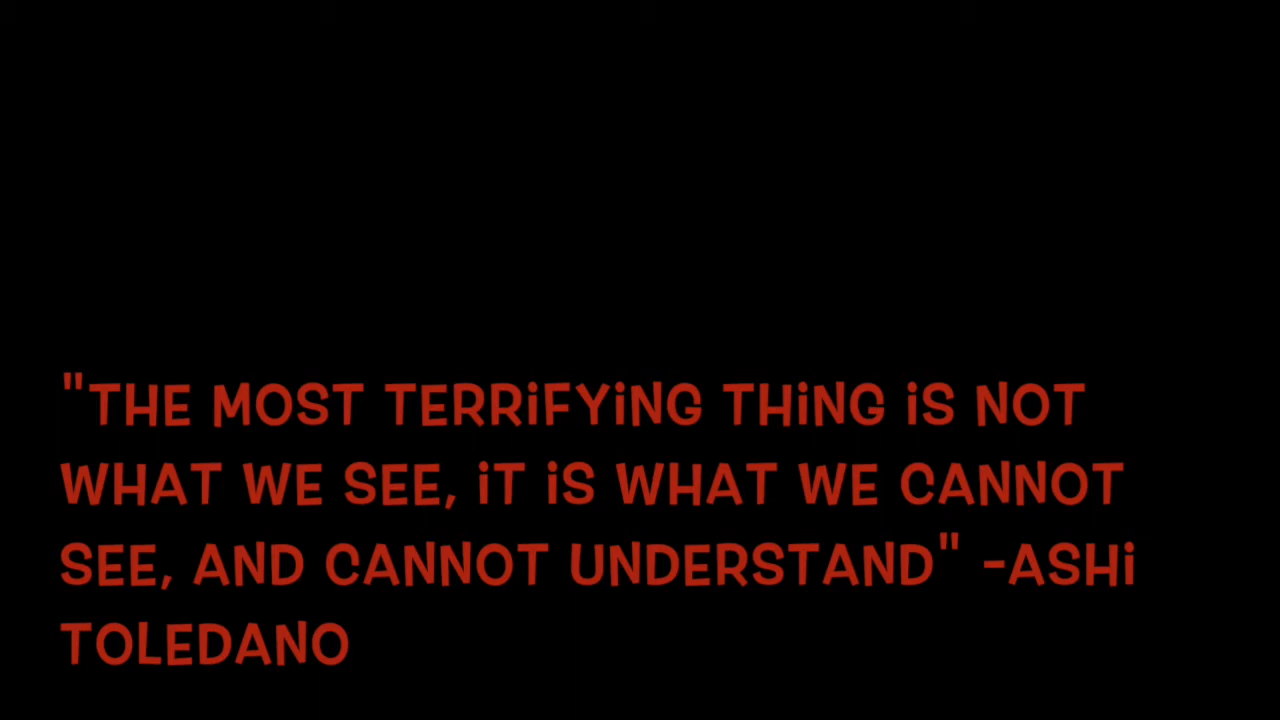 "THE MOST TERRiFYiNG THiNG iS NOT
WHAT WE SEE, iT iS WHAT WE CANNOT
SEE, AND CANNOT UNDERSTAND" -ASHi
TOLEDANO